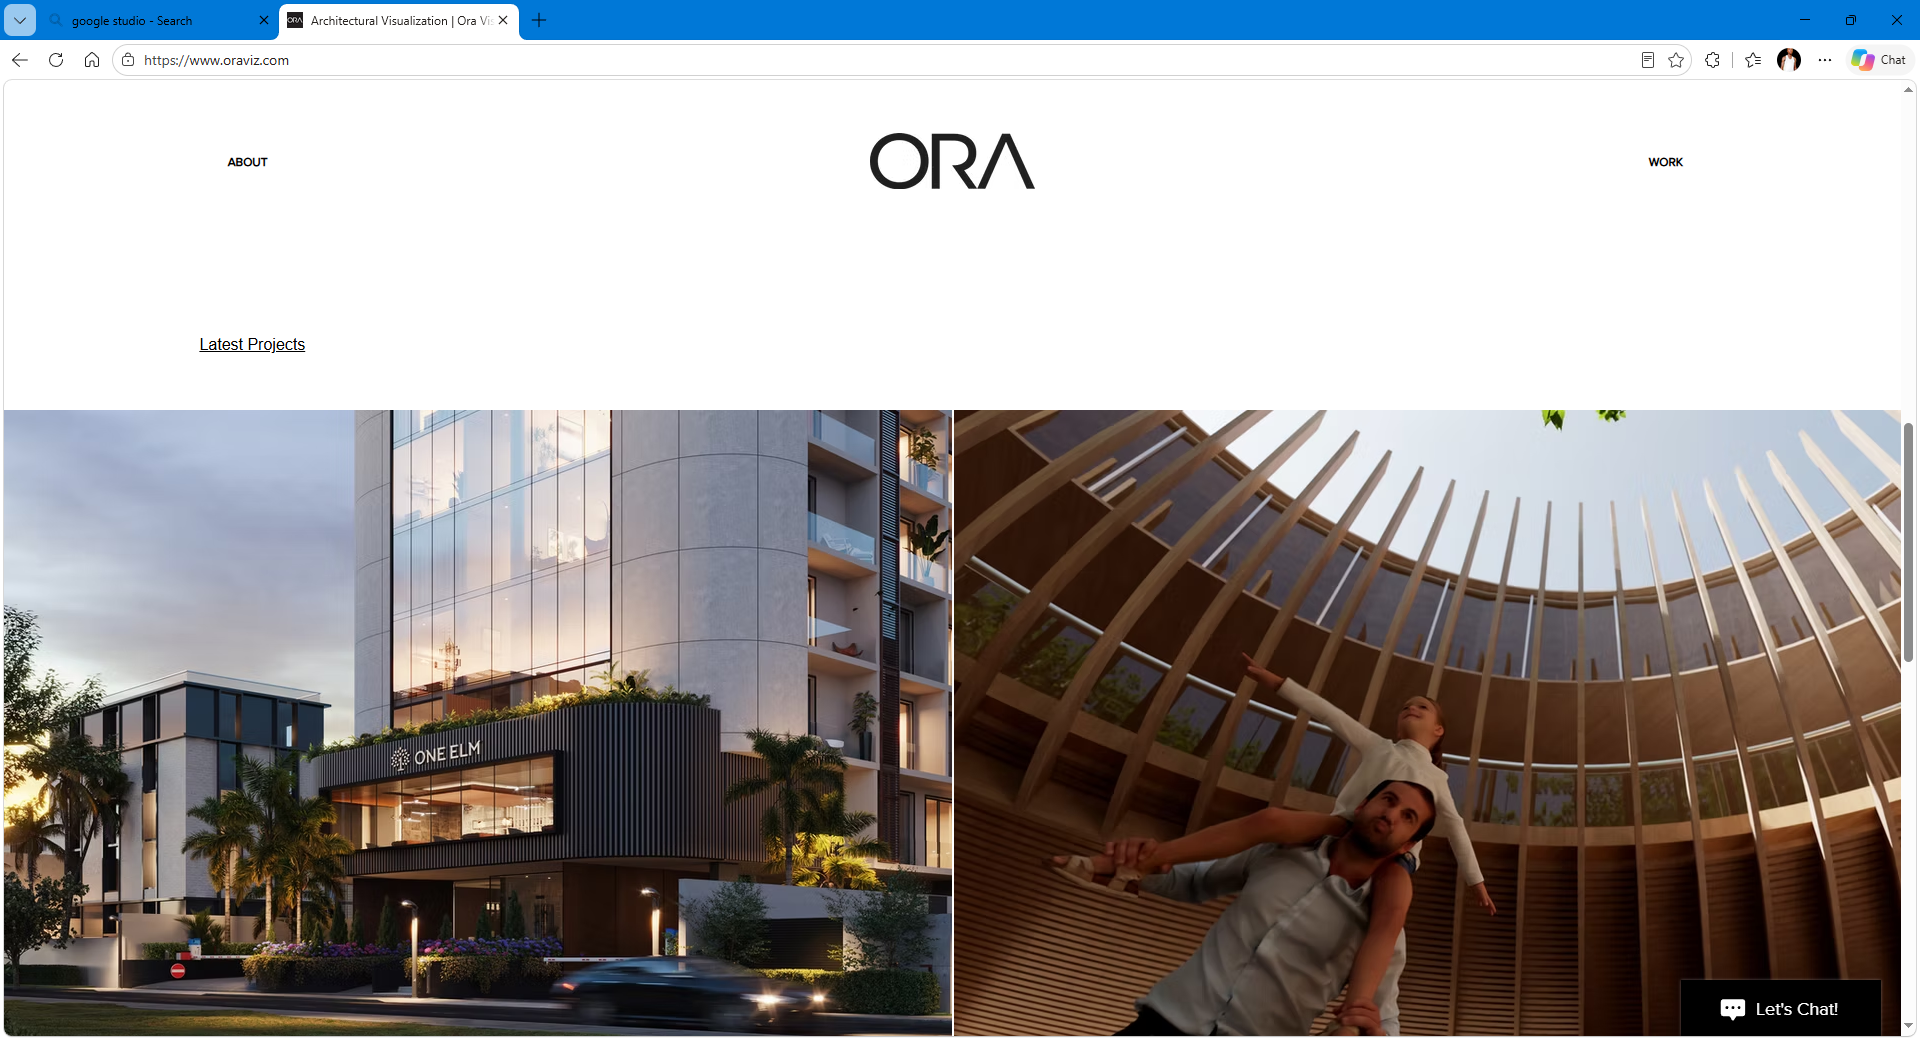 google studio - Search
Architectural Visualization | Ora Vis
https://www.oraviz.com
Chat
ABOUT
ORA
WORK
Latest Projects
ONE ELM
Let's Chat!